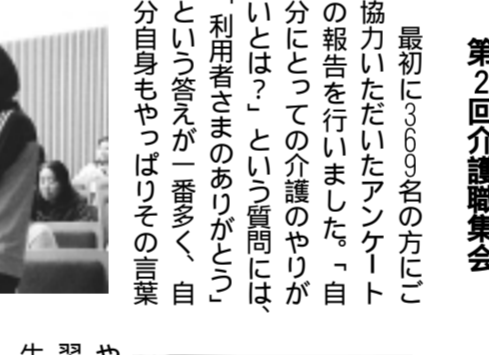 第2回介護職集会
最初に369名の方にご
協力いただいたアンケート
の報告を行いました。「自
分にとっての介護のやりが
いとは？」という質問には、
「利用者さまのありがとう」
という答えが一番多く、自
分自身もやっぱりその言葉
や
習